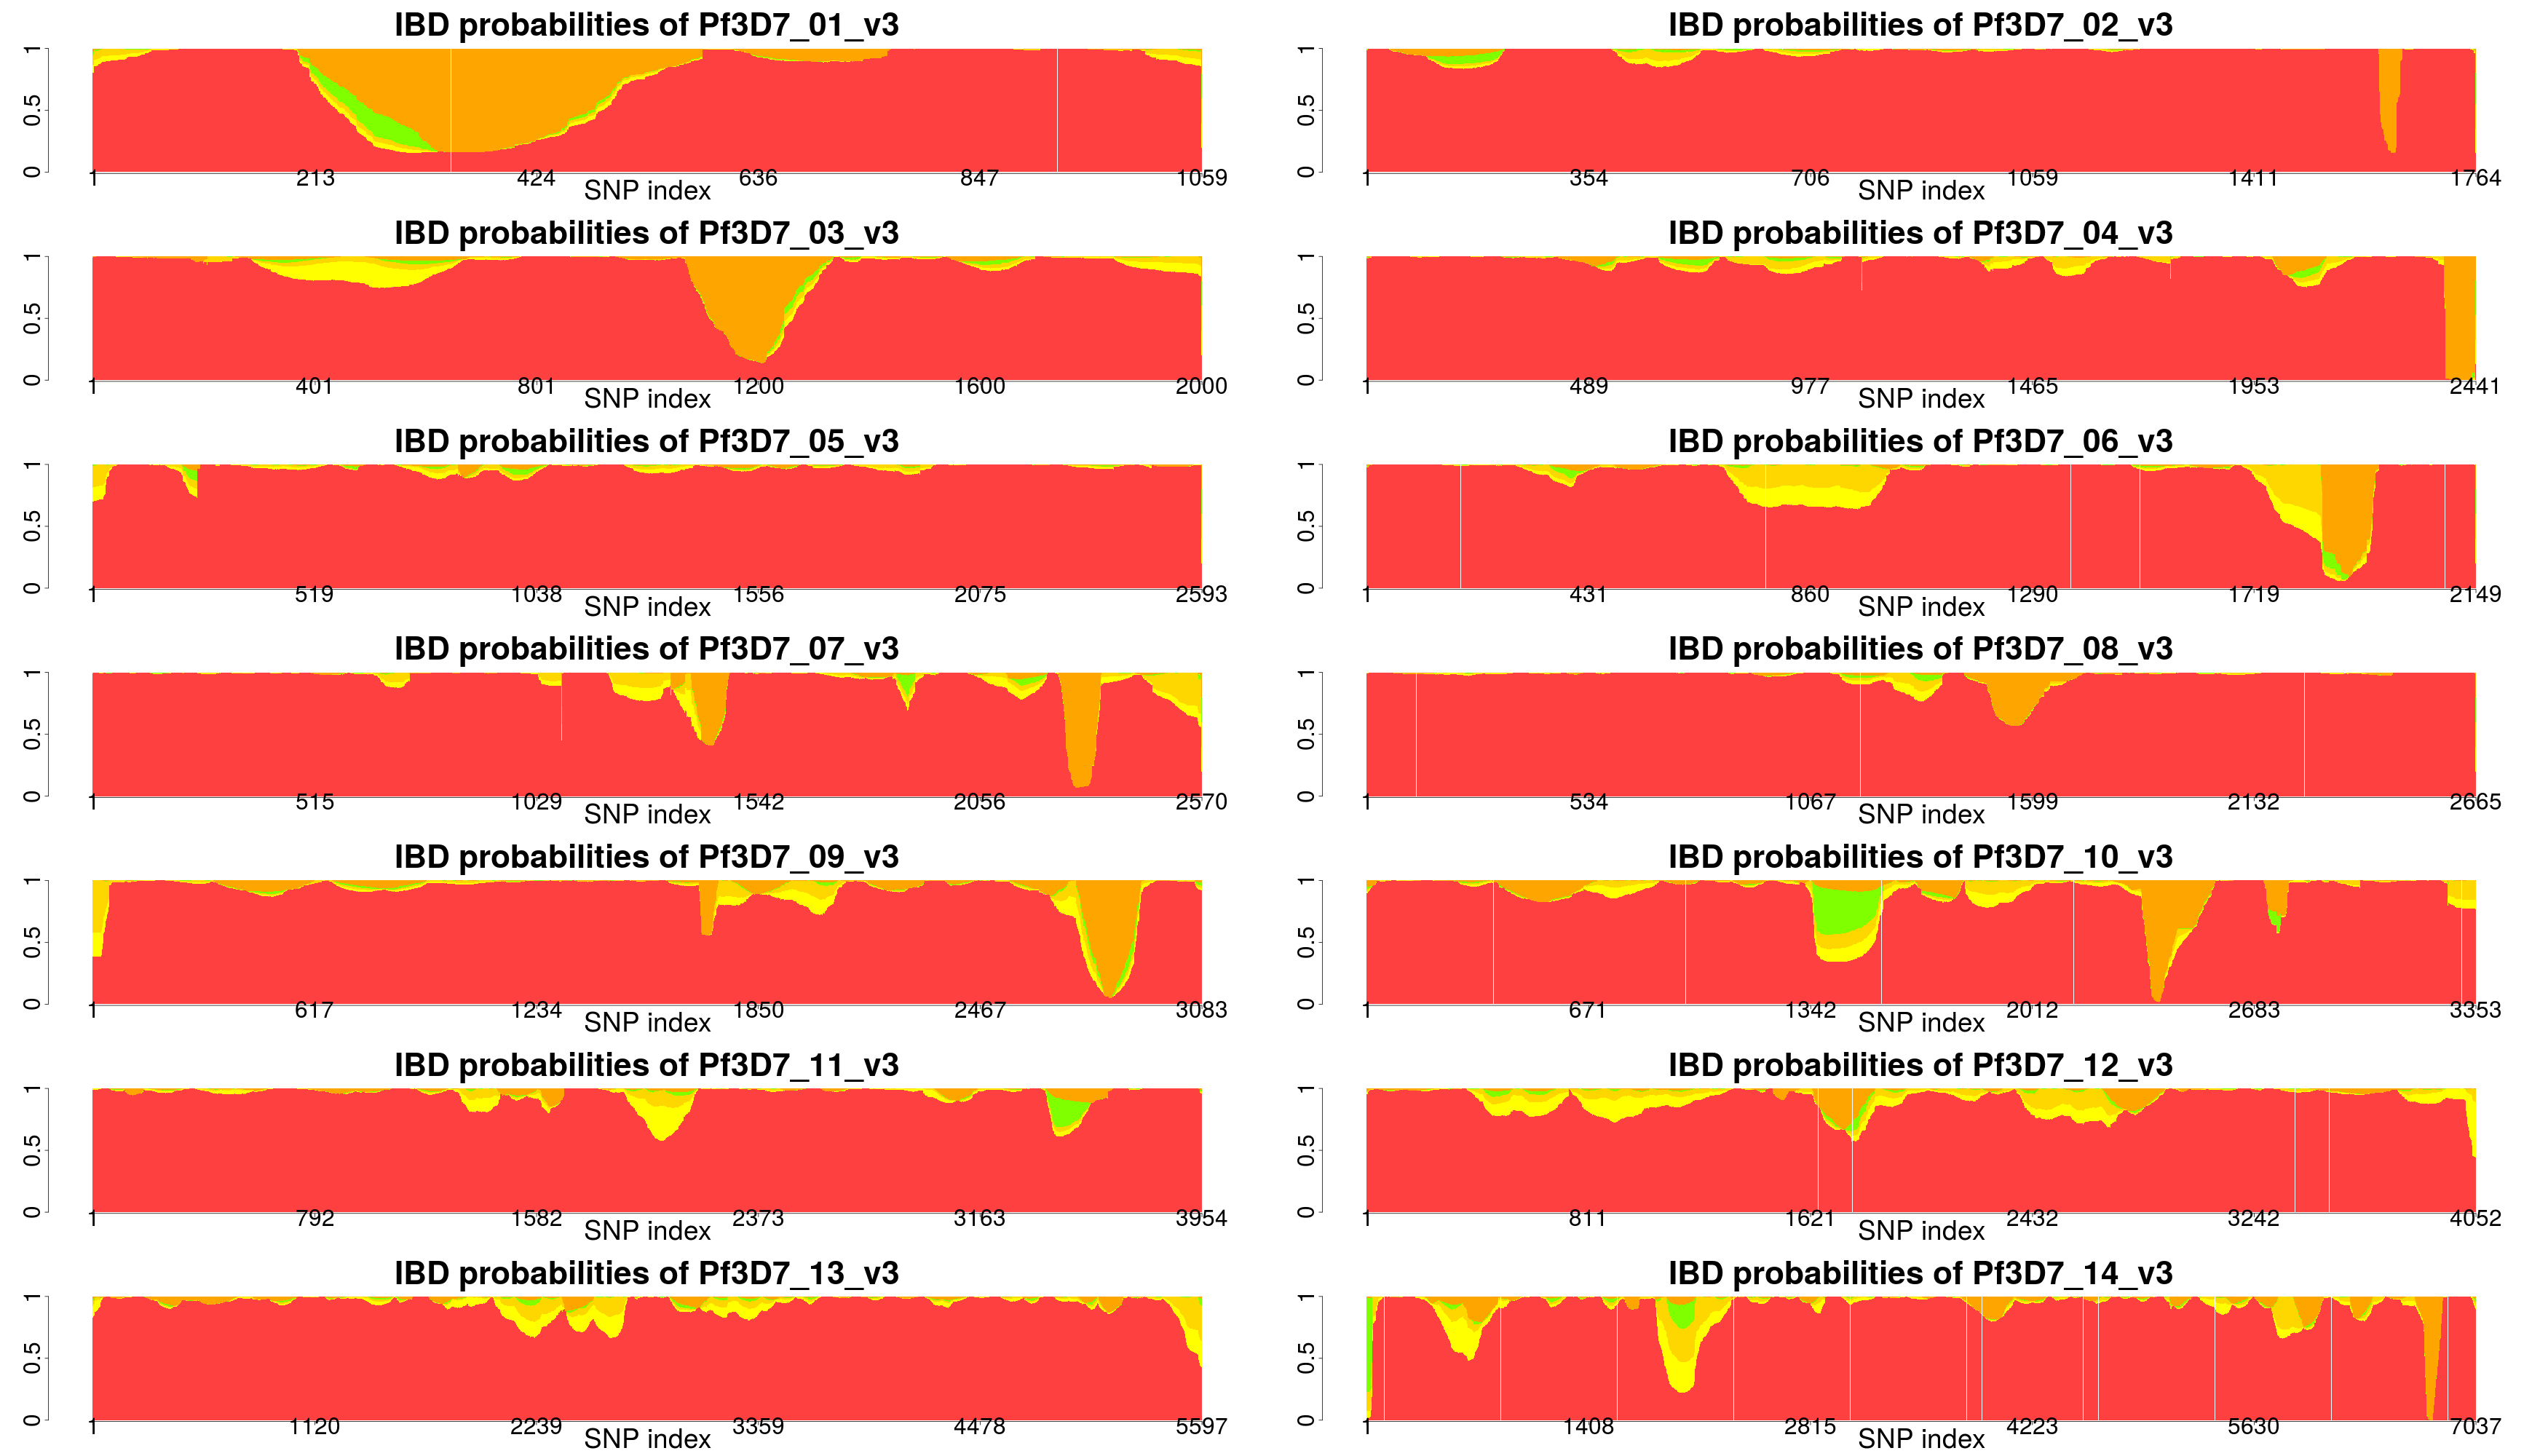 IBD probabilities of Pf3D7_01_v3
0 0.5 1
1 213 424 636 847 1059
SNP index
IBD probabilities of Pf3D7_02_v3
0 0.5 1
1 354 706 1059 1411 1764
SNP index
IBD probabilities of Pf3D7_03_v3
0 0.5 1
1 401 801 1200 1600 2000
SNP index
IBD probabilities of Pf3D7_04_v3
0 0.5 1
1 489 977 1465 1953 2441
SNP index
IBD probabilities of Pf3D7_05_v3
0 0.5 1
1 519 1038 1556 2075 2593
SNP index
IBD probabilities of Pf3D7_06_v3
0 0.5 1
1 431 860 1290 1719 2149
SNP index
IBD probabilities of Pf3D7_07_v3
0 0.5 1
1 515 1029 1542 2056 2570
SNP index
IBD probabilities of Pf3D7_08_v3
0 0.5 1
1 534 1067 1599 2132 2665
SNP index
IBD probabilities of Pf3D7_09_v3
0 0.5 1
1 617 1234 1850 2467 3083
SNP index
IBD probabilities of Pf3D7_10_v3
0 0.5 1
1 671 1342 2012 2683 3353
SNP index
IBD probabilities of Pf3D7_11_v3
0 0.5 1
1 792 1582 2373 3163 3954
SNP index
IBD probabilities of Pf3D7_12_v3
0 0.5 1
1 811 1621 2432 3242 4052
SNP index
IBD probabilities of Pf3D7_13_v3
0 0.5 1
1 1120 2239 3359 4478 5597
SNP index
IBD probabilities of Pf3D7_14_v3
0 0.5 1
1 1408 2815 4223 5630 7037
SNP index